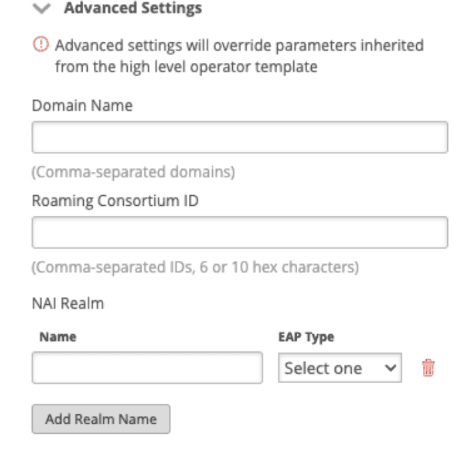 Advanced Settings
Advanced settings will override parameters inherited
from the high level operator template
Domain Name
(Comma-separated domains)
Roaming Consortium ID
(Comma-separated IDs, 6 or 10 hex characters)
NAI Realm
Name EAP Type
Select one
Add Realm Name